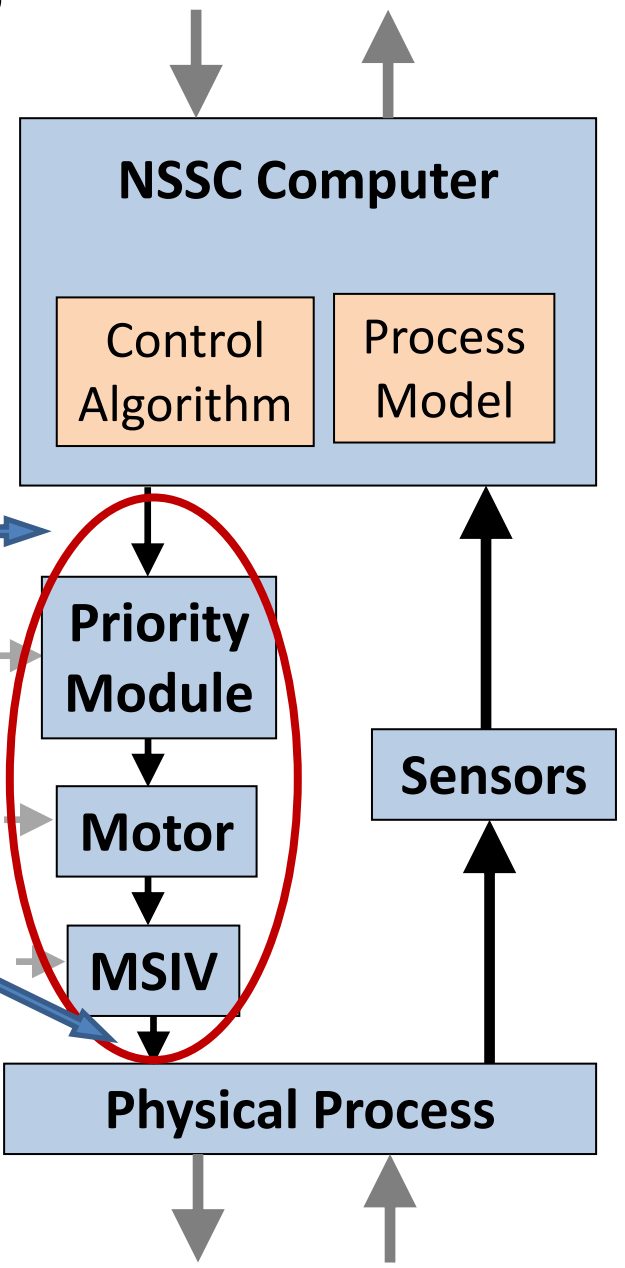 NSSC Computer
Control
Algorithm
Process
Model
Priority
Module
Motor
Sensors
MSIV
Physical Process